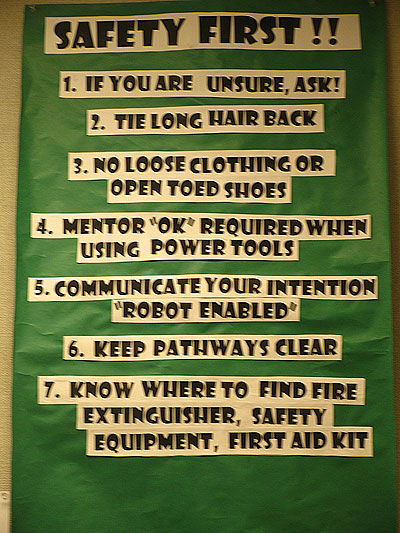 SAFETY FIRST !!
1. IF YOU ARE UNSURE, ASK!
2. TIE LONG HAIR BACK
3. NO LOOSE CLOTHING OR
OPEN TOED SHOES
4. MENTOR "OK" REQUIRED WHEN
USING POWER TOOLS
5. COMMUNICATE YOUR INTENTION
"ROBOT ENABLED"
6. KEEP PATHWAYS CLEAR
7. KNOW WHERE TO FIND FIRE
EXTINGUISHER, SAFETY
EQUIPMENT, FIRST AID KIT